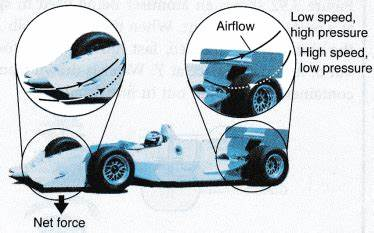 Airflow
Low speed,
high pressure
High speed,
low pressure
Net force